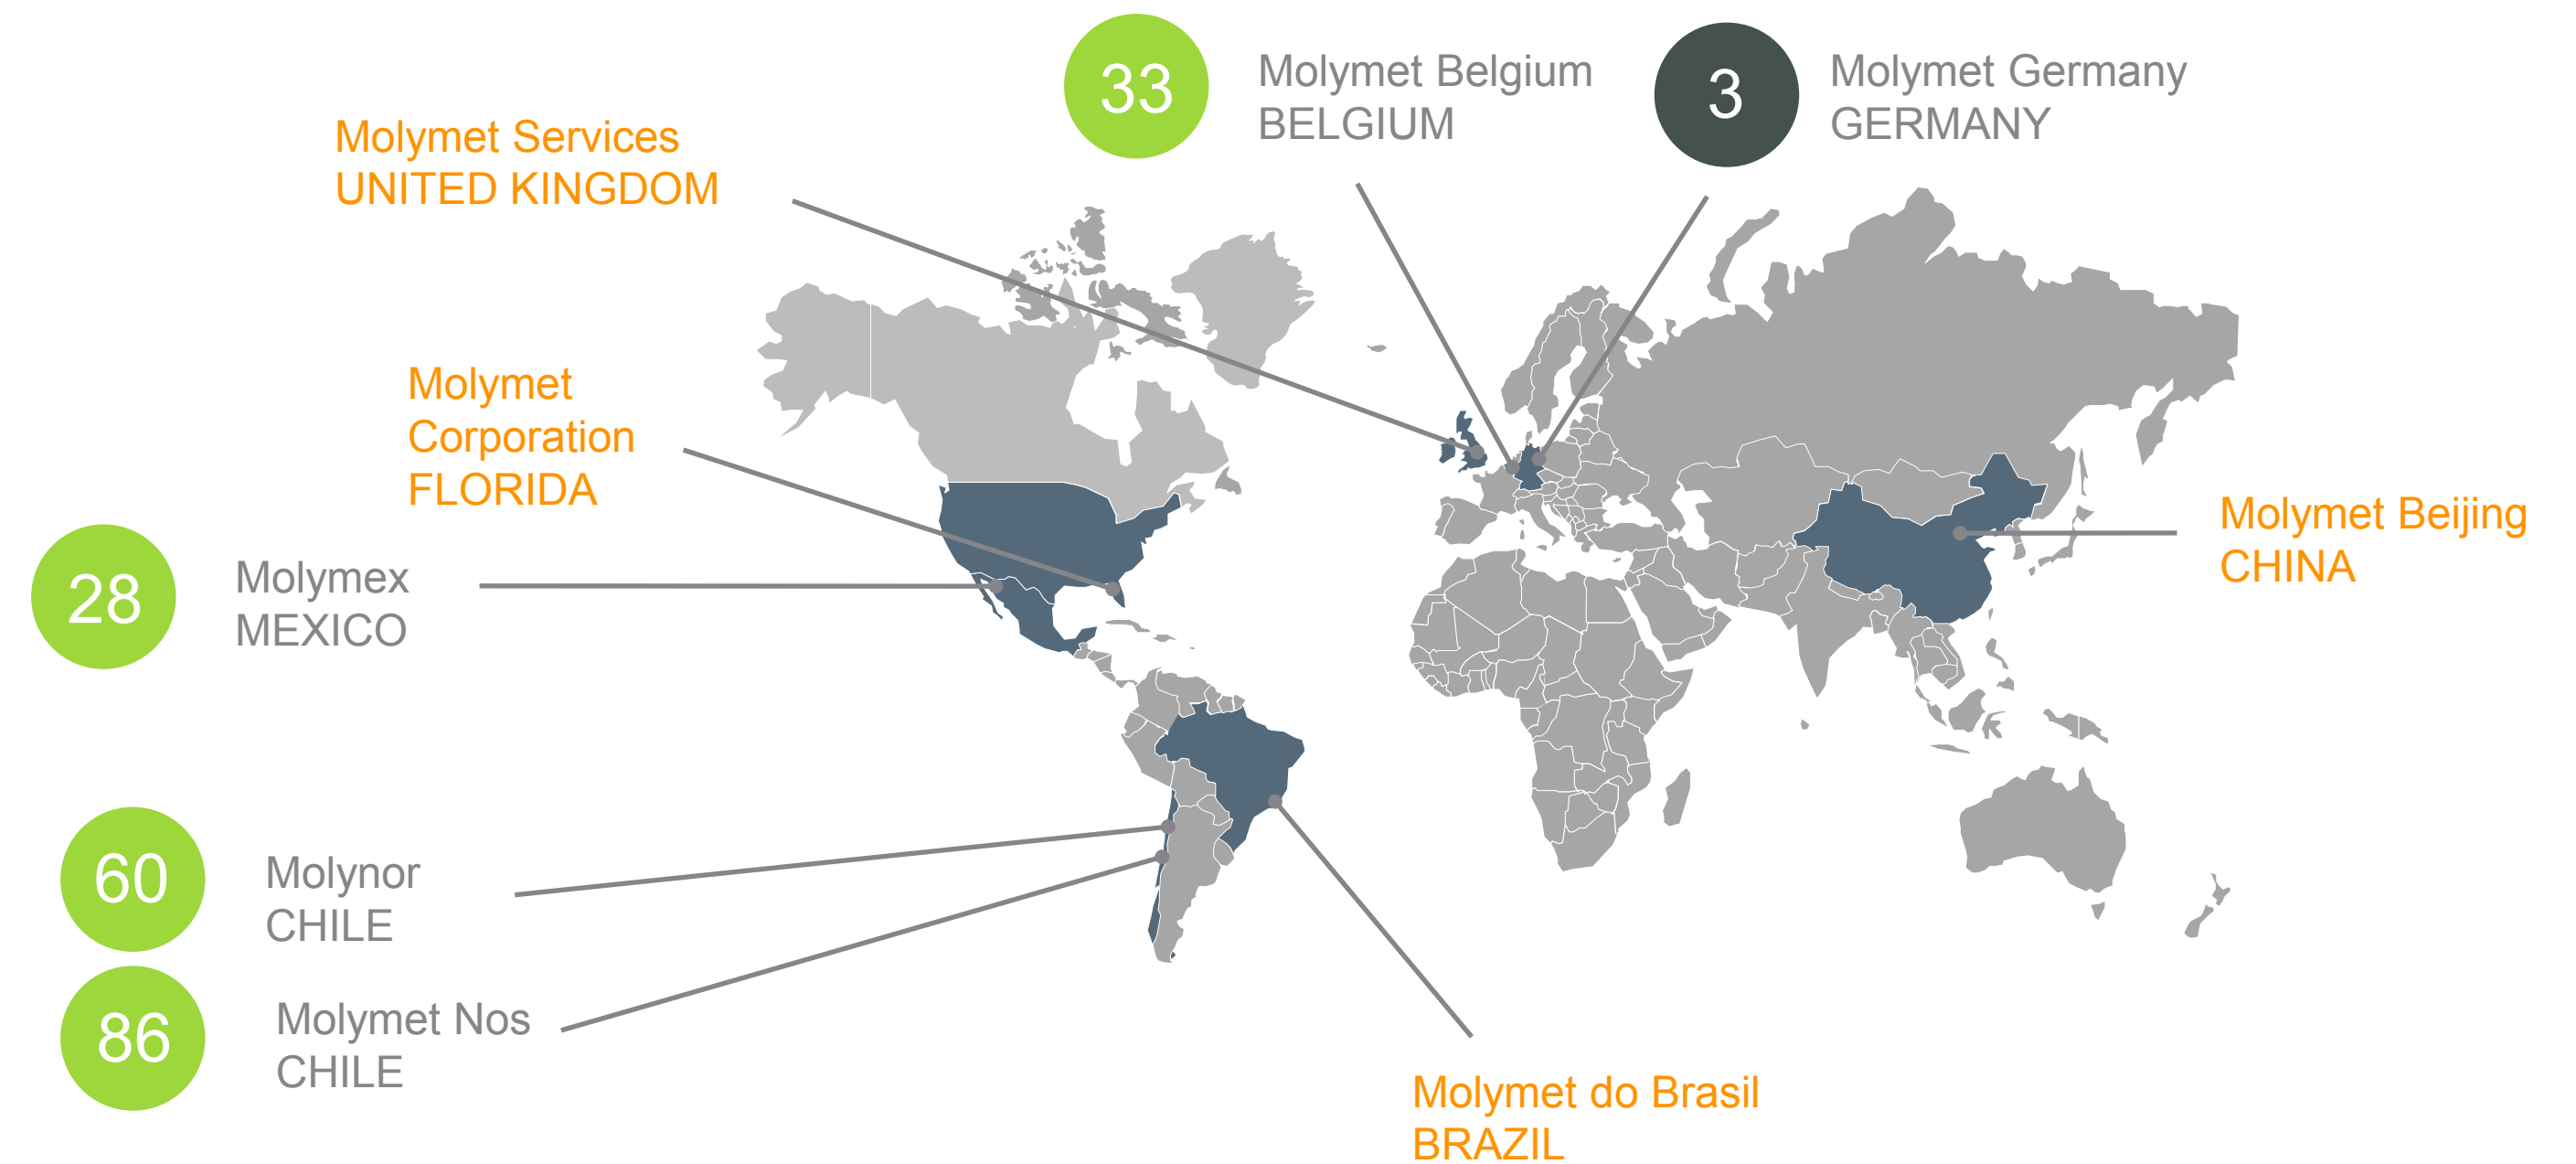 33
Molymet Belgium
BELGIUM
3
Molymet Germany
GERMANY
Molymet Services
UNITED KINGDOM
Molymet
Corporation
FLORIDA
Molymet Beijing
CHINA
28
Molymex
MEXICO
60
Molynor
CHILE
86
Molymet Nos
CHILE
Molymet do Brasil
BRAZIL